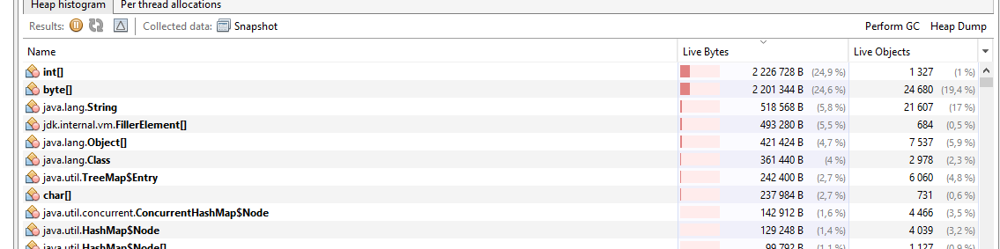 Heap histogram Per thread allocations
Results: Collected data: Snapshot Perform GC Heap Dump
Name Live Bytes Live Objects
int[] 2 226 728 B (24,9 %) 1 327 (1 %)
byte[] 2 201 344 B (24,6 %) 24 680 (19,4 %)
java.lang.String 518 568 B (5,8 %) 21 607 (17 %)
jdk.internal.vm.FillerElement[] 493 280 B (5,5 %) 684 (0,5 %)
java.lang.Object[] 421 424 B (4,7 %) 7 537 (5,9 %)
java.lang.Class 361 440 B (4 %) 2 978 (2,3 %)
java.util.TreeMap$Entry 242 400 B (2,7 %) 6 060 (4,8 %)
char[] 237 984 B (2,7 %) 731 (0,6 %)
java.util.concurrent.ConcurrentHashMap$Node 142 912 B (1,6 %) 4 466 (3,5 %)
java.util.HashMap$Node 129 248 B (1,4 %) 4 039 (3,2 %)
java.util.HashMap$Node[] 99 792 B (1,1 %) 1 127 (0,9 %)